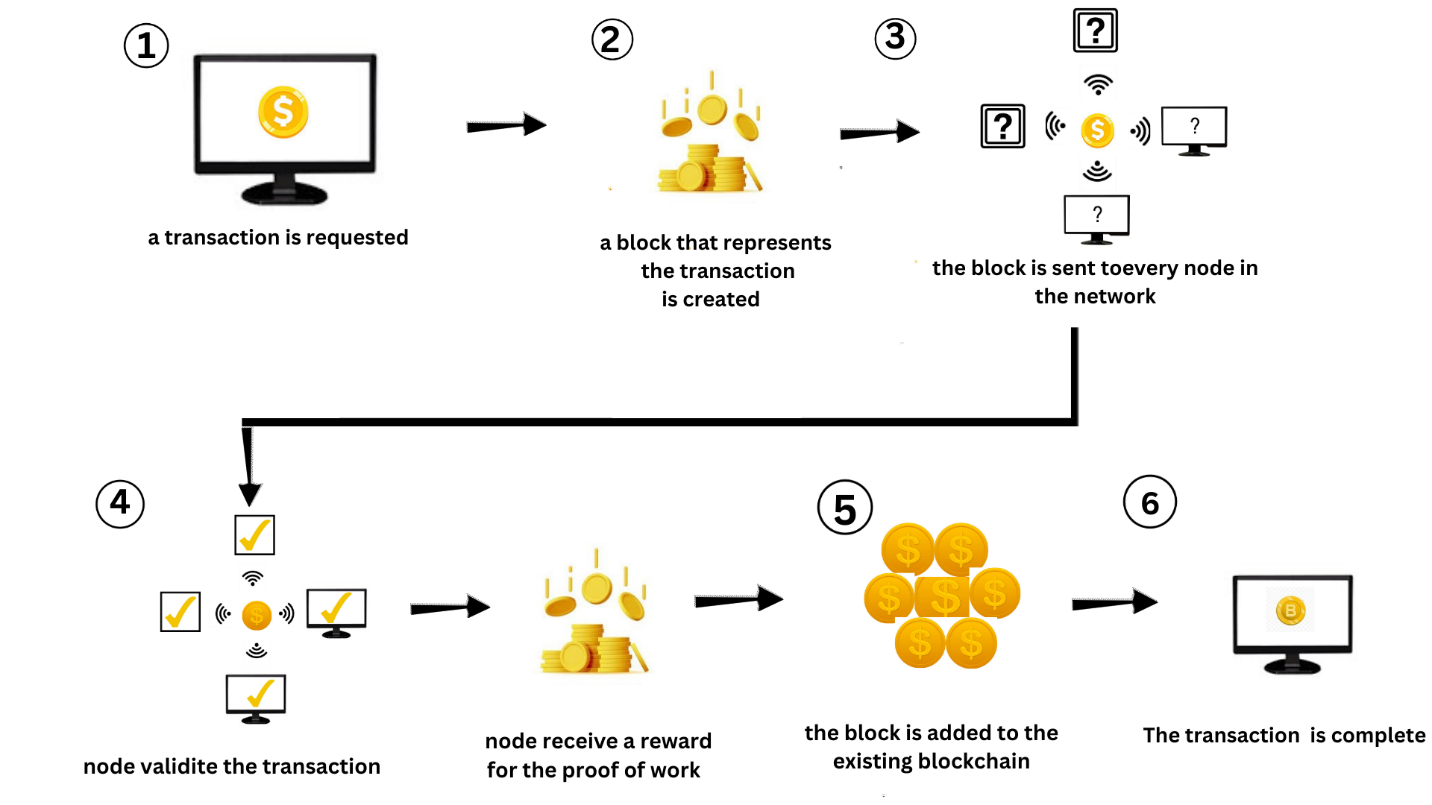 1
a transaction is requested
2
a block that represents
the transaction
is created
3
?
?
?
?
the block is sent toevery node in
the network
4
node validite the transaction
node receive a reward
for the proof of work
5
the block is added to the
existing blockchain
6
B
The transaction is complete